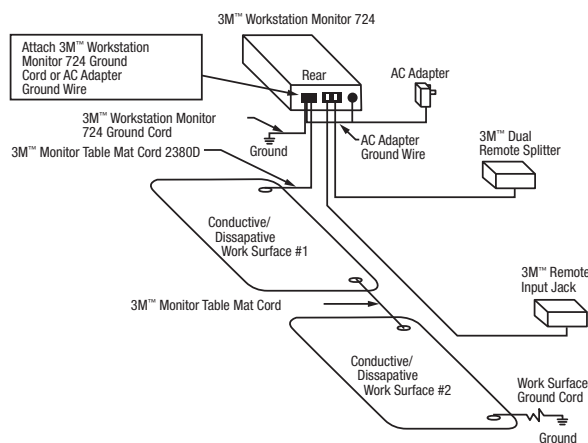 3M™ Workstation Monitor 724
Attach 3M™ Workstation
Monitor 724 Ground
Cord or AC Adapter
Ground Wire
Rear
AC Adapter
3M™ Workstation Monitor
724 Ground Cord
Ground
AC Adapter
Ground Wire
3M™ Dual
Remote Splitter
3M™ Monitor Table Mat Cord 2380D
Conductive/
Dissapative
Work Surface #1
3M™ Remote
Input Jack
3M™ Monitor Table Mat Cord
Conductive/
Dissapative
Work Surface #2
Work Surface
Ground Cord
Ground